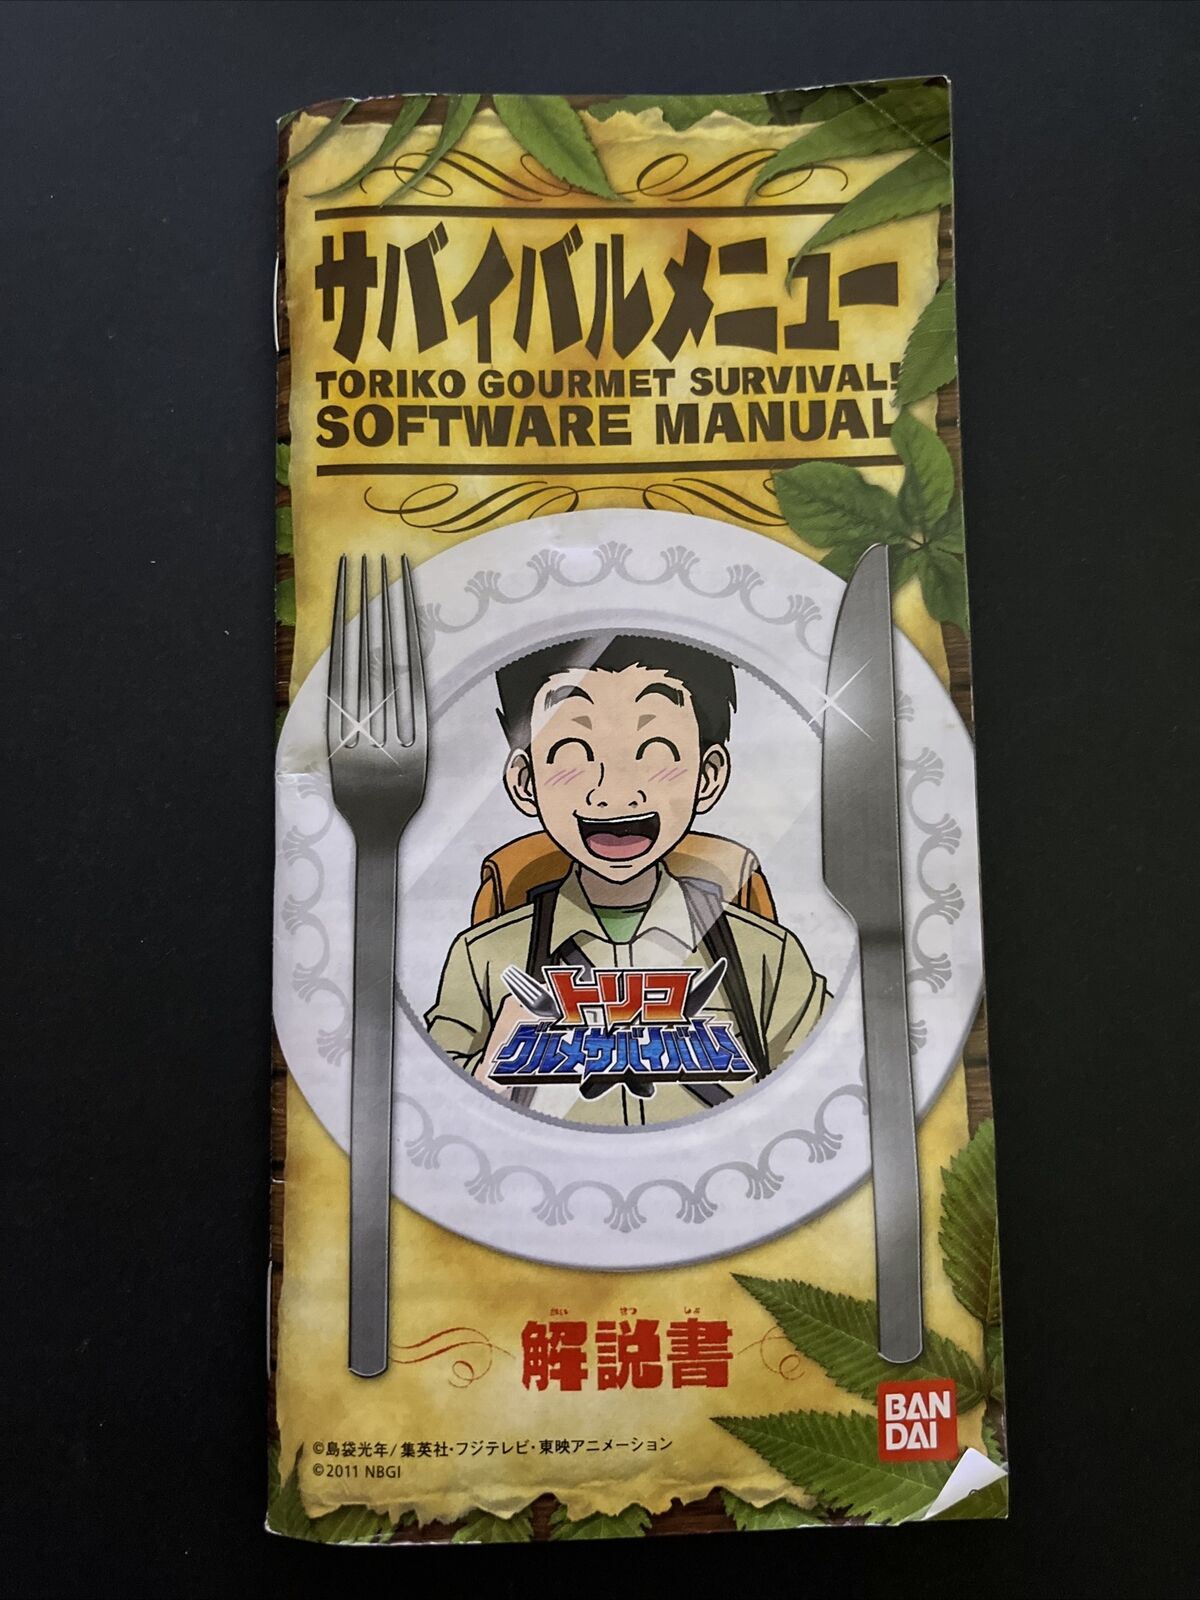 サバイバルメニュー
TORIKO GOURMET SURVIVAL!
SOFTWARE MANUAL
トリコ
グルメサバイバル!
かい せつ しょ
解説書
©島袋光年/集英社・フジテレビ・東映アニメーション
©2011 NBGI
BAN
DAI